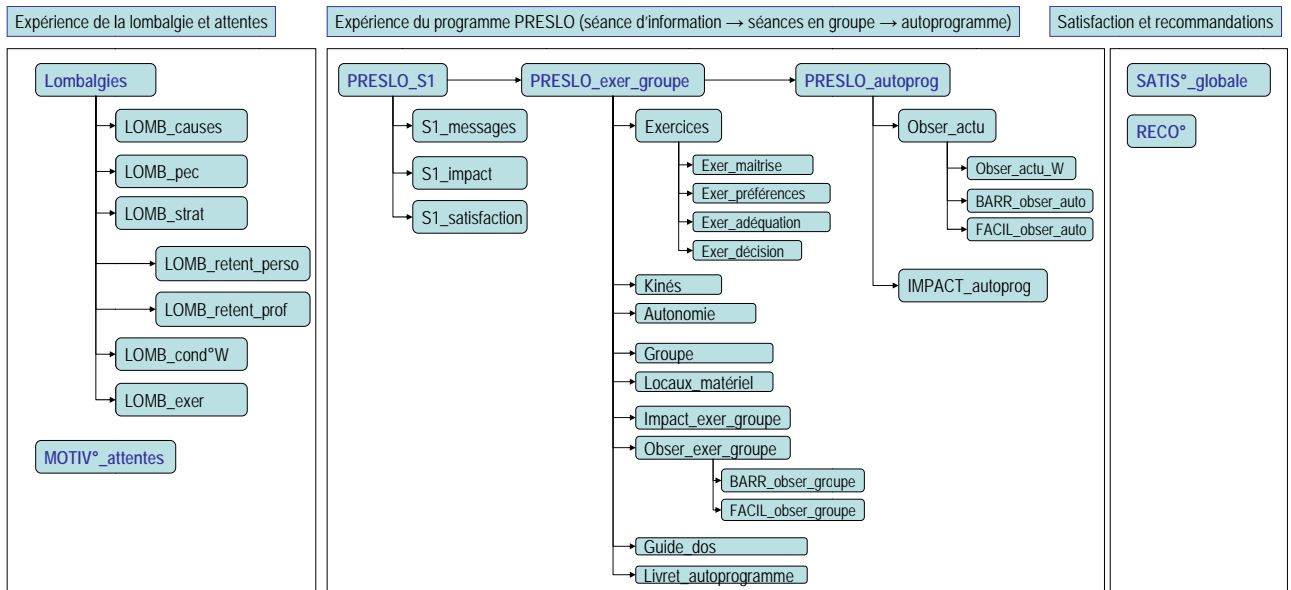 Expérience de la lombalgie et attentes
Expérience du programme PRESLO (séance d'information → séances en groupe → autoprogramme)
Satisfaction et recommandations
Lombalgies
LOMB_causes
LOMB_pec
LOMB_strat
LOMB_retent_perso
LOMB_retent_prof
LOMB_cond°W
LOMB_exer
MOTIV°_attentes
PRESLO_S1
S1_messages
S1_impact
S1_satisfaction
PRESLO_exer_groupe
Exercices
Exer_maitrise
Exer_préférences
Exer_adéquation
Exer_décision
Kinés
Autonomie
Groupe
Locaux_matériel
Impact_exer_groupe
Obser_exer_groupe
BARR_obser_groupe
FACIL_obser_groupe
Guide_dos
Livret_autoprogramme
PRESLO_autoprog
Obser_actu
Obser_actu_W
BARR_obser_auto
FACIL_obser_auto
IMPACT_autoprog
SATIS°_globale
RECO°